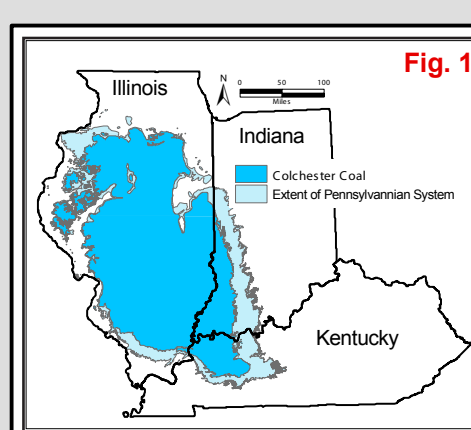 Fig. 1
Illinois
N
0 50 100
Miles
Indiana
Colchester Coal
Extent of Pennsylvannian System
Kentucky